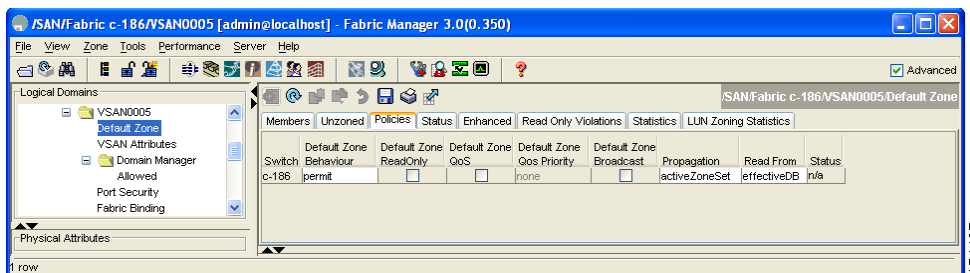 /SAN/Fabric c-186/VSAN0005 [admin@localhost] - Fabric Manager 3.0(0.350)
File View Zone Tools Performance Server Help
Advanced
Logical Domains
VSAN0005
Default Zone
VSAN Attributes
Domain Manager
Allowed
Port Security
Fabric Binding
Physical Attributes
/SAN/Fabric c-186/VSAN0005/Default Zone
Members Unzoned Policies Status Enhanced Read Only Violations Statistics LUN Zoning Statistics
Default Zone Default Zone Default Zone Default Zone Default Zone
Switch Behaviour ReadOnly QoS Qos Priority Broadcast Propagation Read From Status
c-186 permit none activeZoneSet effectiveDB n/a
1 row